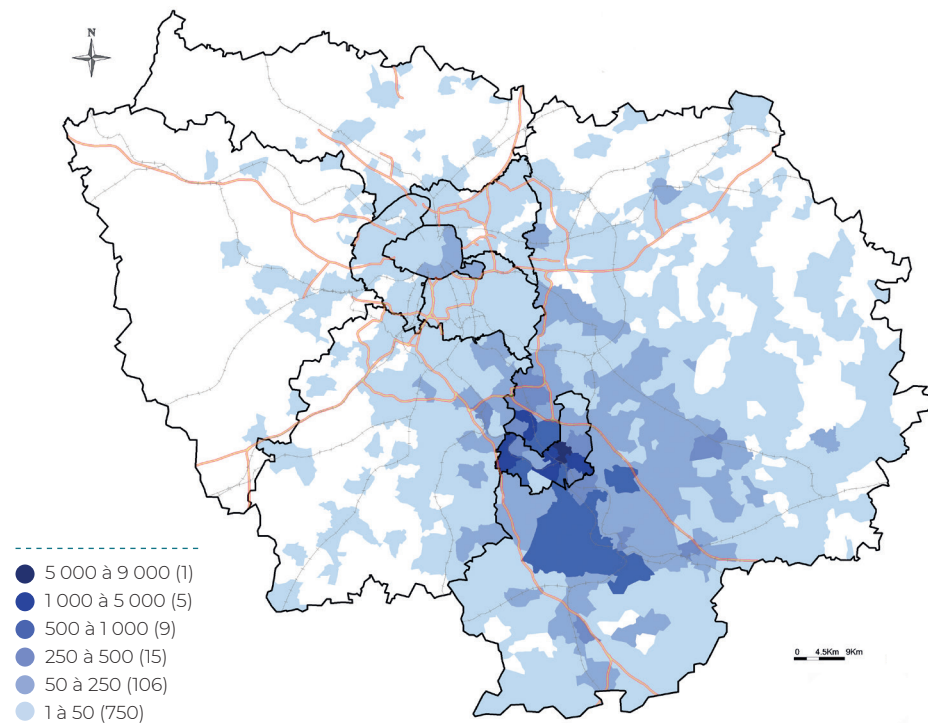 N
5 000 à 9 000 (1)
1 000 à 5 000 (5)
500 à 1 000 (9)
250 à 500 (15)
50 à 250 (106)
1 à 50 (750)
0 4.5Km 9Km